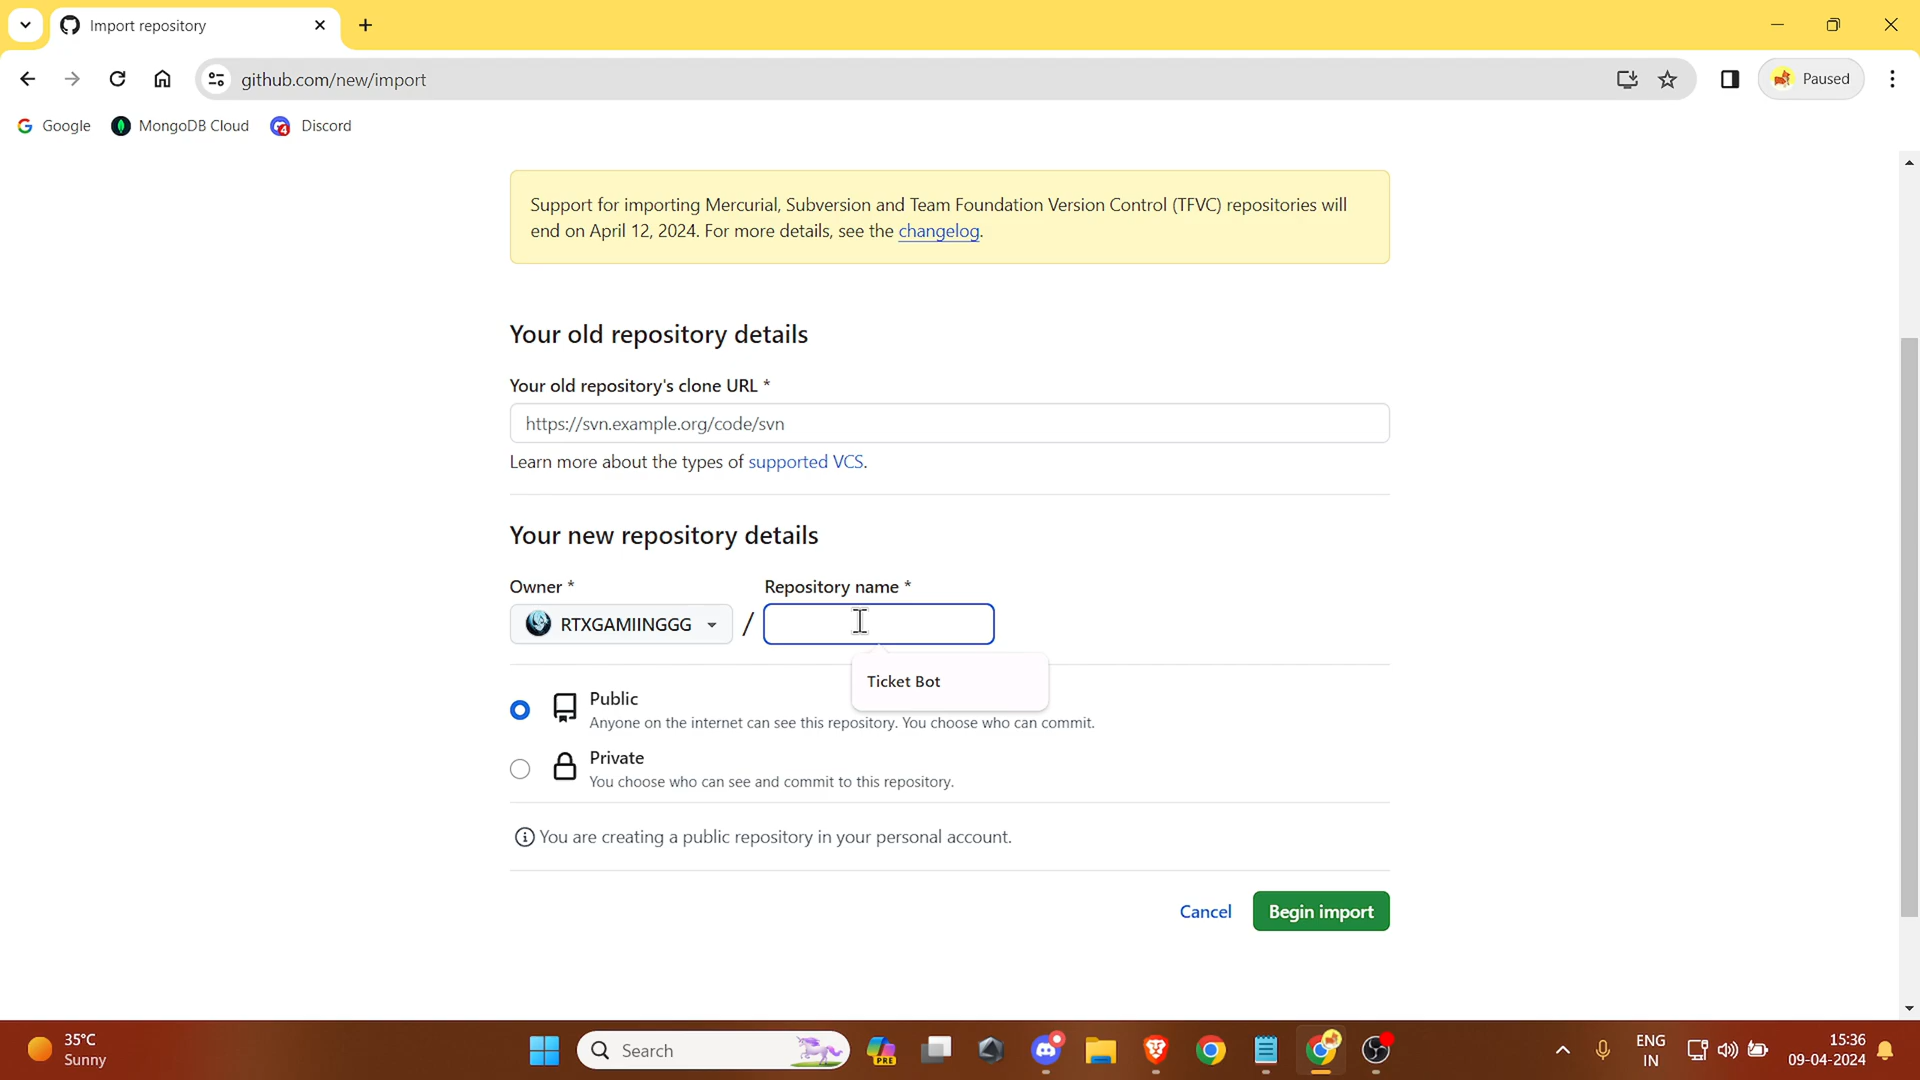 Import repository
github.com/new/import
Paused
Google MongoDB Cloud 4 Discord
Support for importing Mercurial, Subversion and Team Foundation Version Control (TFVC) repositories will
end on April 12, 2024. For more details, see the changelog.
Your old repository details
Your old repository's clone URL *
https://svn.example.org/code/svn
Learn more about the types of supported VCS.
Your new repository details
Owner * Repository name *
RTXGAMIINGGG /
Ticket Bot
Public
Anyone on the internet can see this repository. You choose who can commit.
Private
You choose who can see and commit to this repository.
You are creating a public repository in your personal account.
Cancel Begin import
35°C
Sunny
Search
PRE
ENG
IN
15:36
09-04-2024